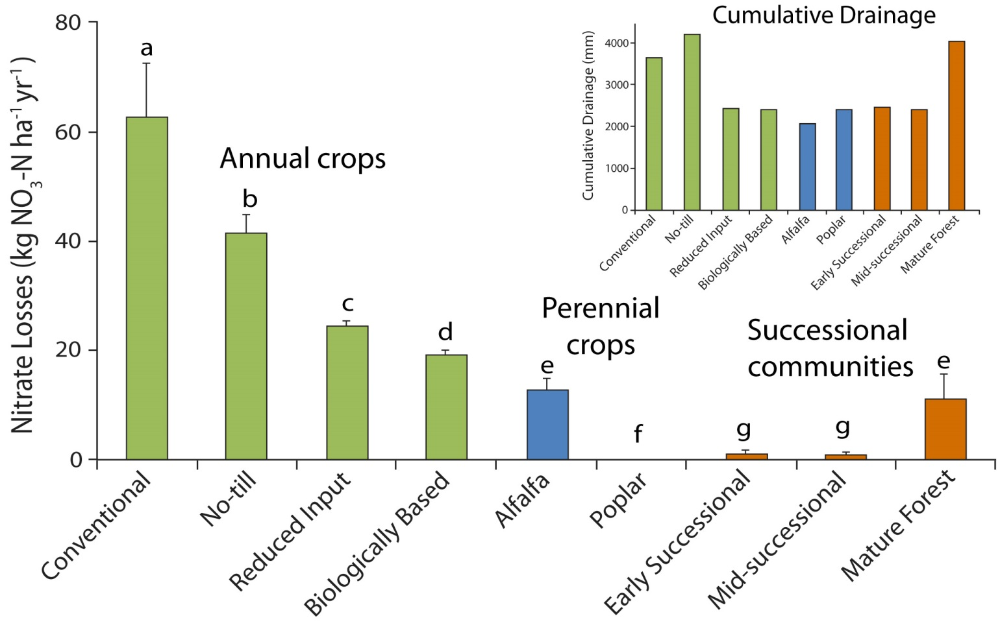 Nitrate Losses (kg NO3-N ha-1 yr-1)
80
60
40
20
0
a
Annual crops
b
c
d
Perennial
crops
e
f
Successional
communities
g
g
e
Conventional
No-till
Reduced Input
Biologically Based
Alfalfa
Poplar
Early Successional
Mid-successional
Mature Forest
Cumulative Drainage
Cumulative Drainage (mm)
4000
3000
2000
1000
0
Conventional
No-till
Reduced Input
Biologically Based
Alfalfa
Poplar
Early Successional
Mid-successional
Mature Forest